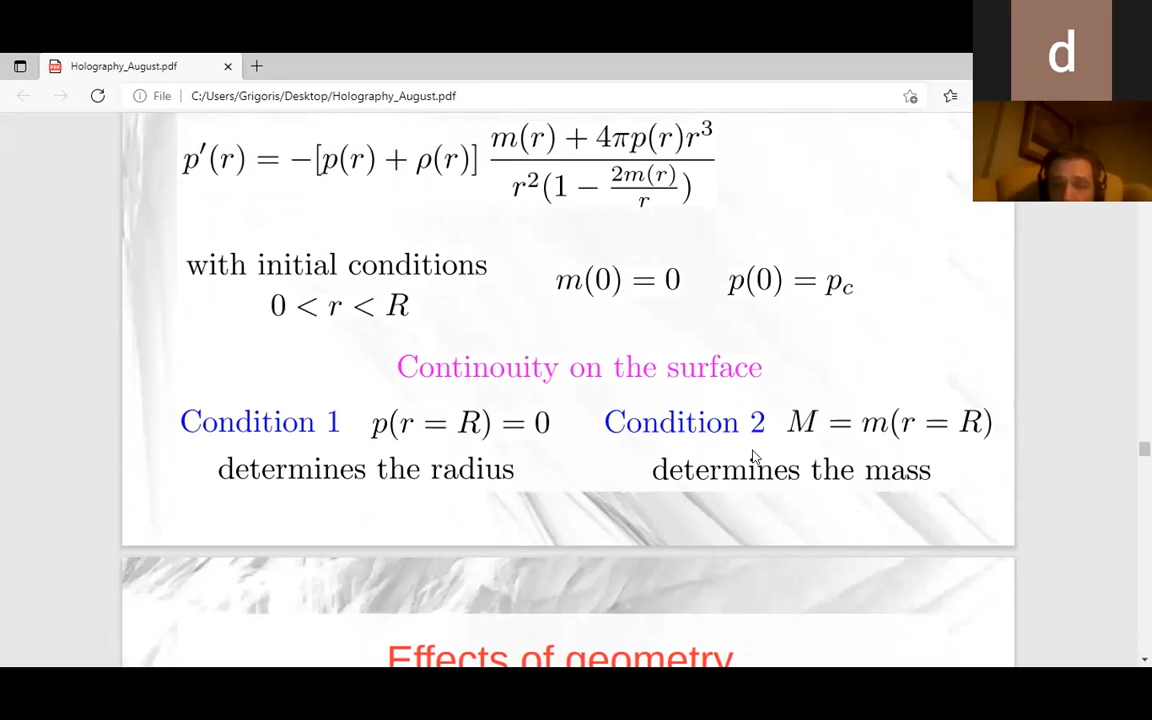 Holography_August.pdf
File | C:/Users/Grigoris/Desktop/Holography_August.pdf
d
p′(r) = −[p(r) + ρ(r)] (m(r) + 4πp(r)r³) / (r²(1 − 2m(r)/r))
with initial conditions m(0) = 0 p(0) = p_c
0 < r < R
Continouity on the surface
Condition 1 p(r = R) = 0 Condition 2 M = m(r = R)
determines the radius determines the mass
Effects of geometry